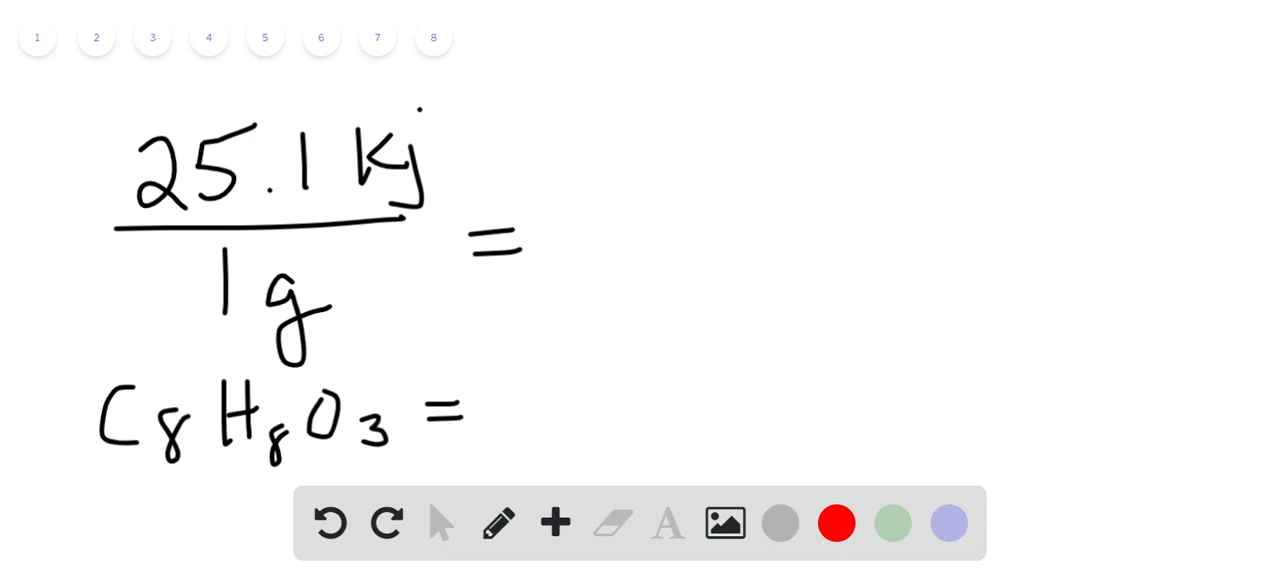 1 2 3 4 5 6 7 8
25.1 kj
=
1 g
C8H8O3 =
A